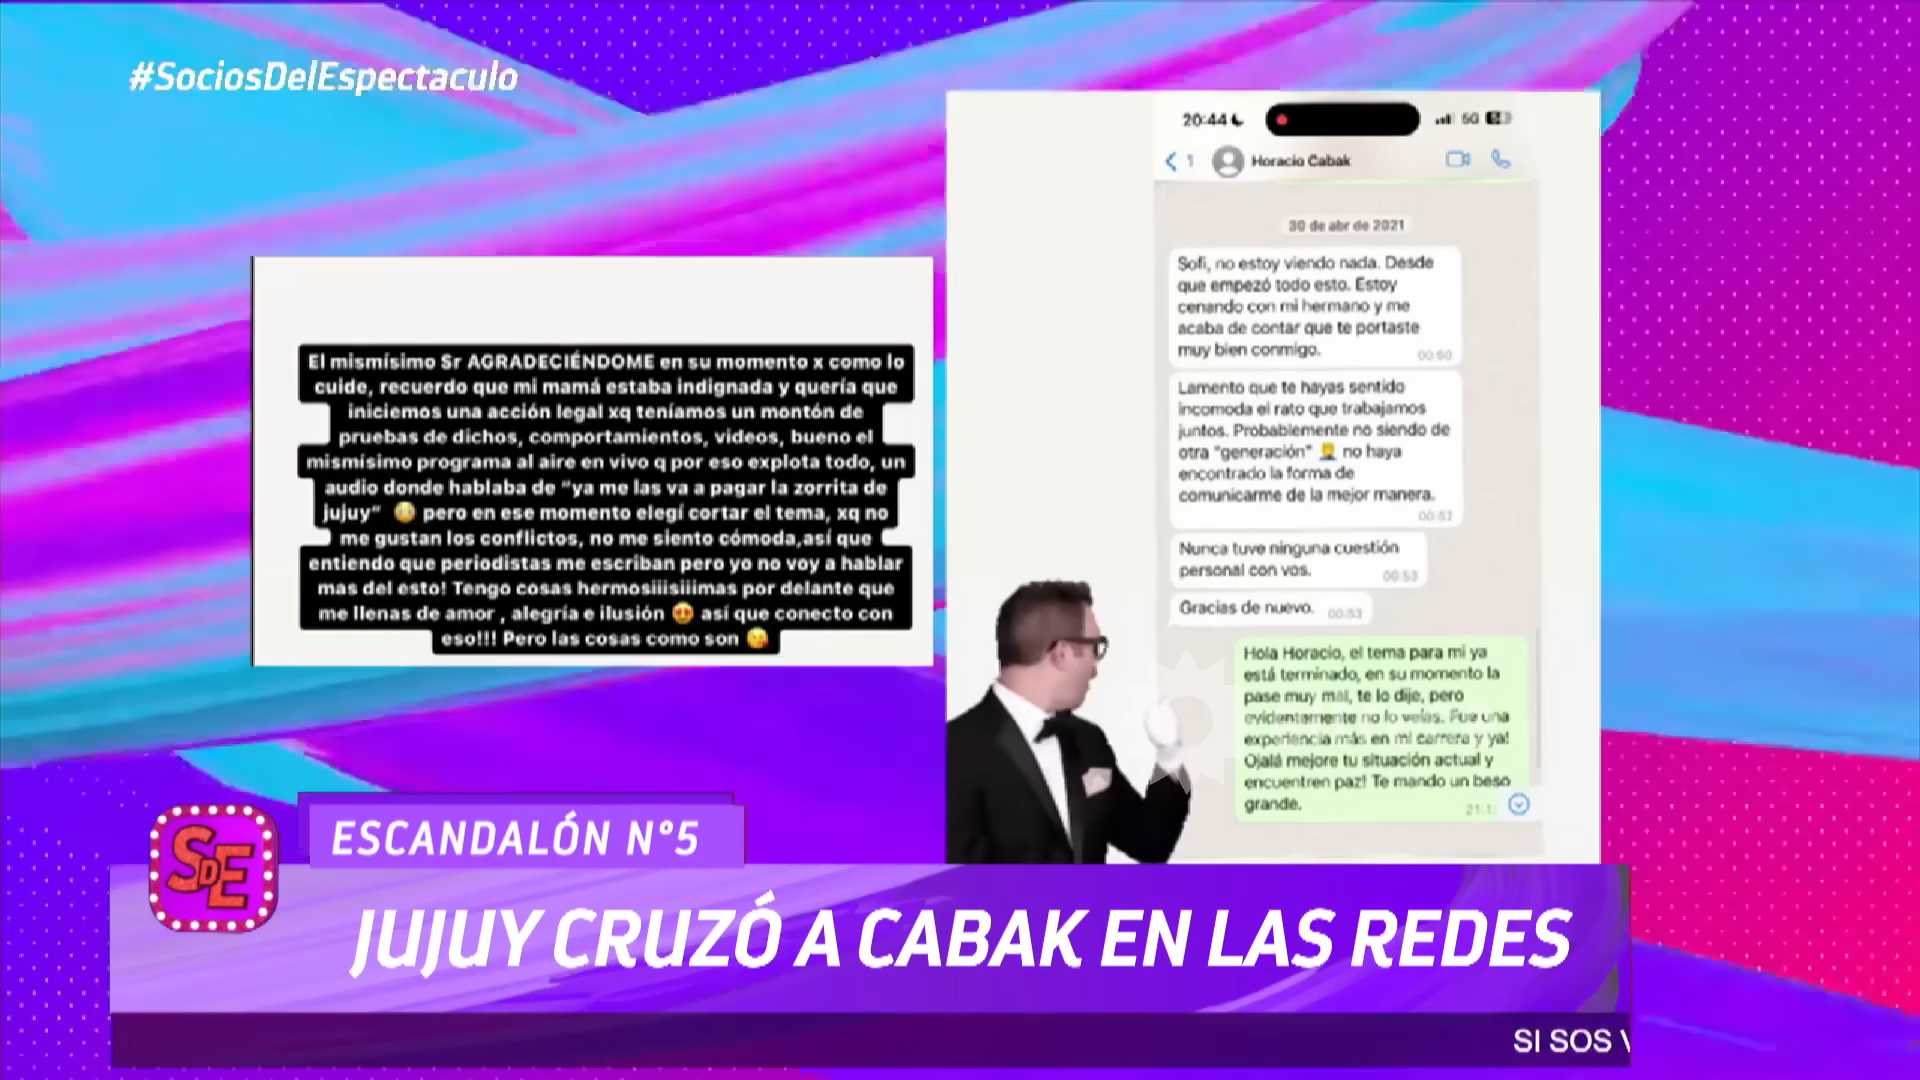 #SociosDelEspectaculo
El mismísimo Sr AGRADECIÉNDOME en su momento x como lo
cuide, recuerdo que mi mamá estaba indignada y quería que
iniciemos una acción legal xq teníamos un montón de
pruebas de dichos, comportamientos, videos, bueno el
mismísimo programa al aire en vivo q por eso explota todo, un
audio donde hablaba de "ya me las va a pagar la zorrita de
jujuy" 😳 pero en ese momento elegí cortar el tema, xq no
me gustan los conflictos, no me siento cómoda,así que
entiendo que periodistas me escriban pero yo no voy a hablar
mas del esto! Tengo cosas hermosiiisiiimas por delante que
me llenas de amor , alegría e ilusión 😍 así que conecto con
eso!!! Pero las cosas como son 😘
20:44
5G
1
Horacio Cabak
30 de abr de 2021
Sofi, no estoy viendo nada. Desde
que empezó todo esto. Estoy
cenando con mi hermano y me
acaba de contar que te portaste
muy bien conmigo.
00:50
Lamento que te hayas sentido
incomoda el rato que trabajamos
juntos. Probablemente no siendo de
otra "generación" 🤦‍♂️ no haya
encontrado la forma de
comunicarme de la mejor manera.
00:53
Nunca tuve ninguna cuestión
personal con vos.
00:53
Gracias de nuevo.
00:53
Hola Horacio, el tema para mi ya
está terminado, en su momento la
pase muy mal, te lo dije, pero
evidentemente no lo veías. Fue una
experiencia más en mi carrera y ya!
Ojalá mejore tu situación actual y
encuentren paz! Te mando un beso
grande.
SDE
ESCANDALÓN N°5
JUJUY CRUZÓ A CABAK EN LAS REDES
SI SOS